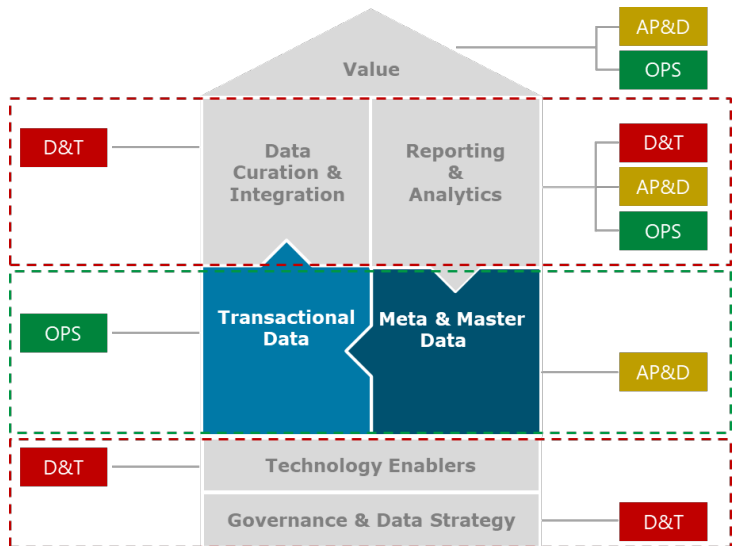 AP&D
Value
OPS
D&T
Data
Curation &
Integration
Reporting
&
Analytics
D&T
AP&D
OPS
OPS
Transactional
Data
Meta & Master
Data
AP&D
D&T
Technology Enablers
Governance & Data Strategy
D&T